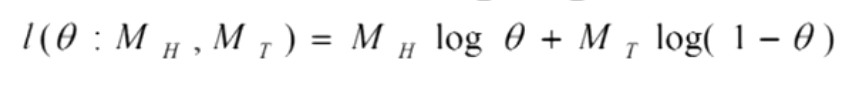 l(θ : M_H, M_T) = M_H log θ + M_T log(1 − θ)